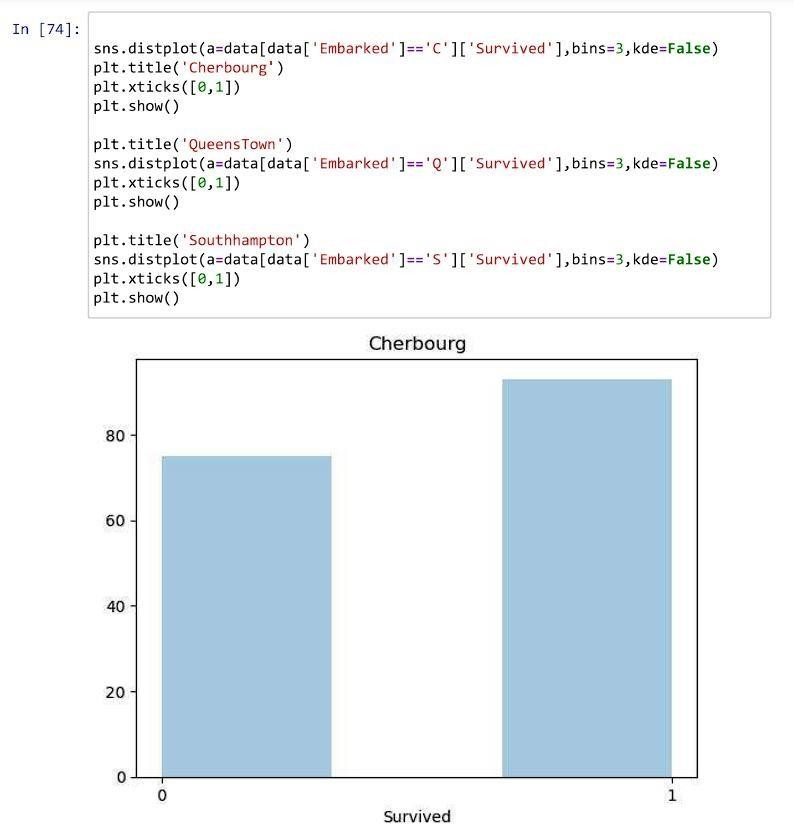 In [74]:
sns.distplot(a=data[data['Embarked']=='C']['Survived'],bins=3,kde=False)
plt.title('Cherbourg')
plt.xticks([0,1])
plt.show()
plt.title('QueensTown')
sns.distplot(a=data[data['Embarked']=='Q']['Survived'],bins=3,kde=False)
plt.xticks([0,1])
plt.show()
plt.title('Southhampton')
sns.distplot(a=data[data['Embarked']=='S']['Survived'],bins=3,kde=False)
plt.xticks([0,1])
plt.show()
Cherbourg
80
60
40
20
0
0 1
Survived